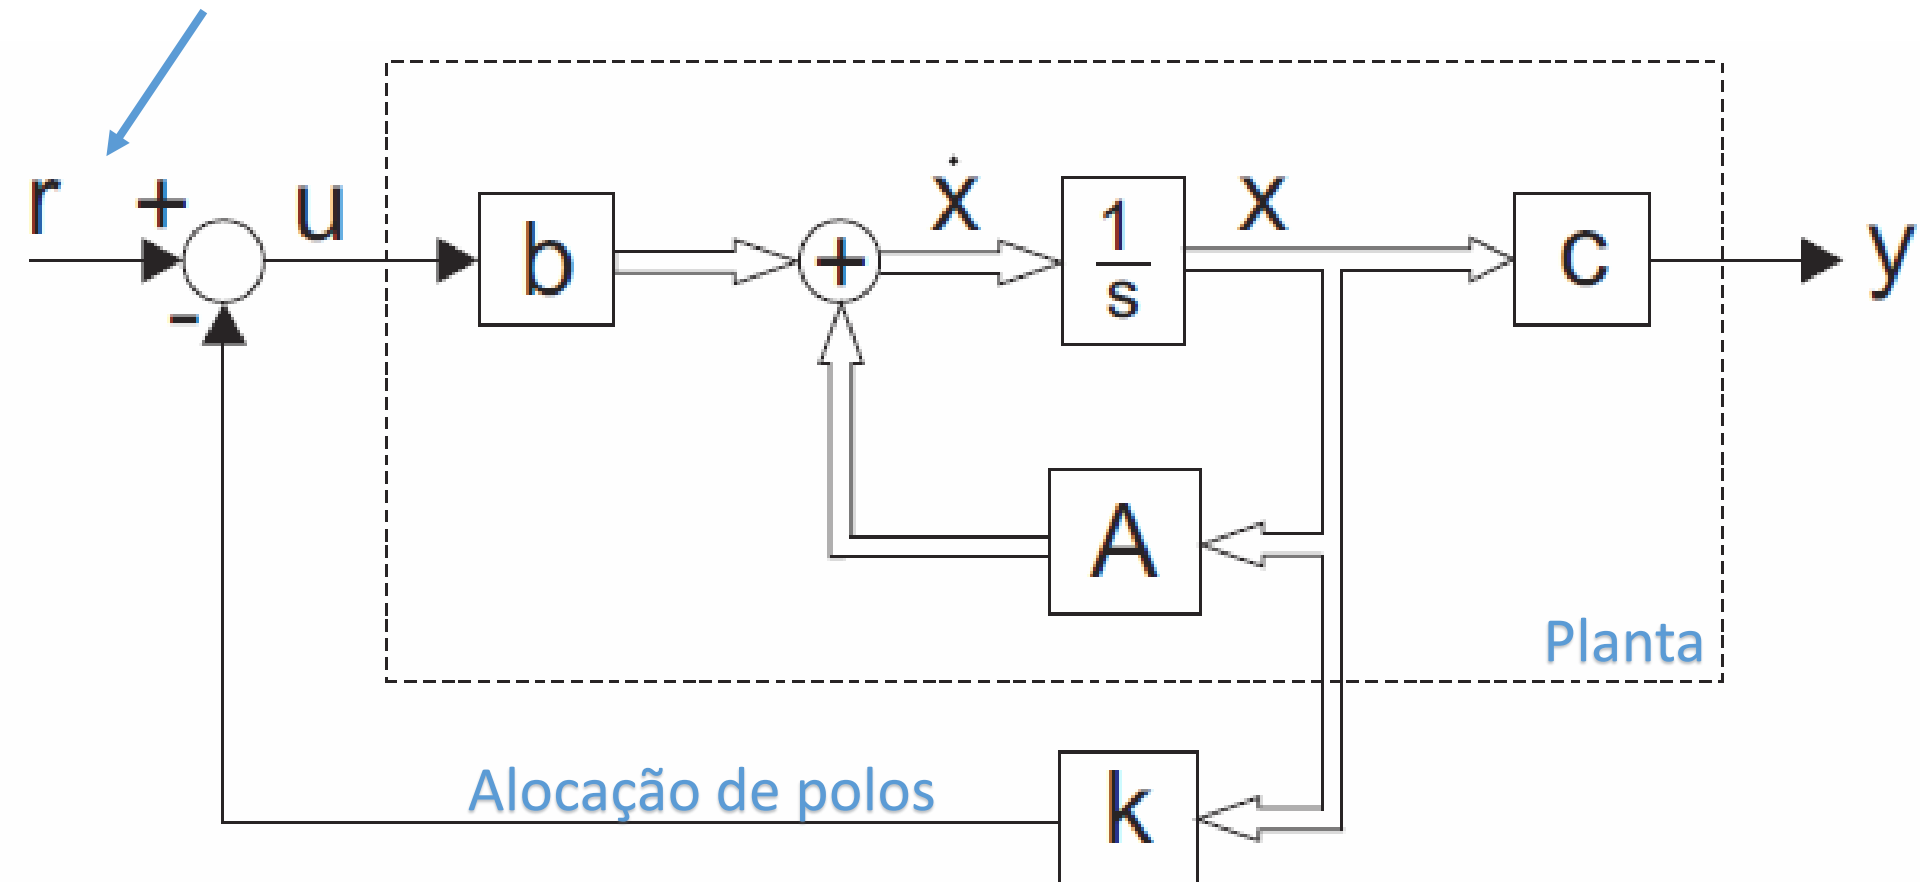 r + u b + ẋ 1/s x c y
-
A
Planta
Alocação de polos k